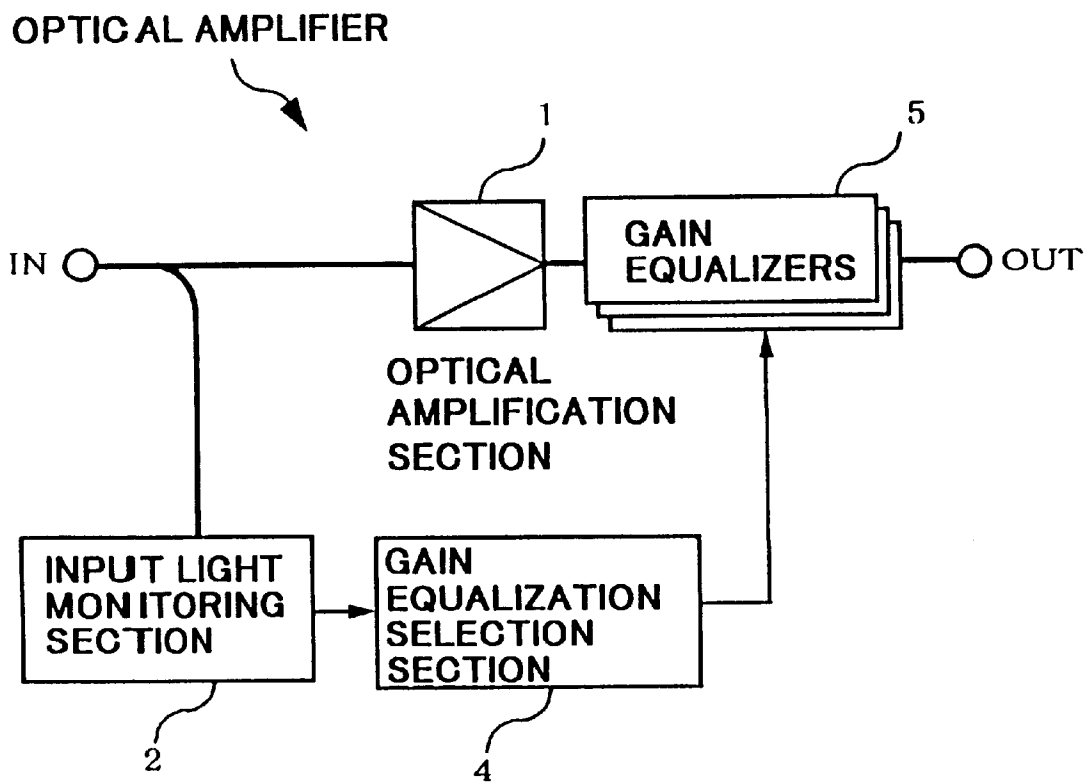 OPTICAL AMPLIFIER
1
5
GAIN
EQUALIZERS
IN
OUT
OPTICAL
AMPLIFICATION
SECTION
INPUT LIGHT
MONITORING
SECTION
GAIN
EQUALIZATION
SELECTION
SECTION
2
4